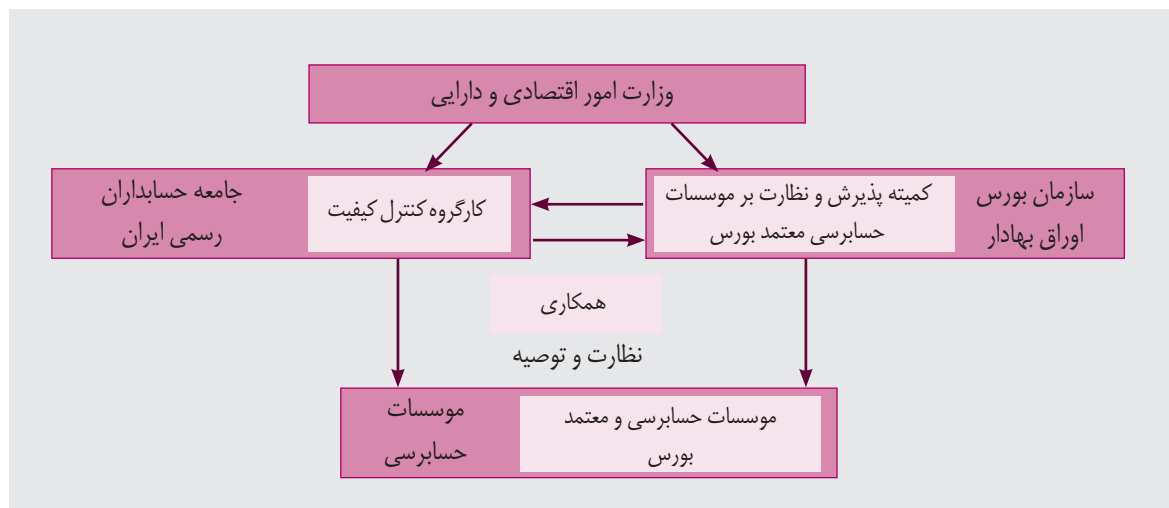 وزارت امور اقتصادی و دارایی
سازمان بورس
اوراق بهادار
کمیته پذیرش و نظارت بر موسسات
حسابرسی معتمد بورس
کارگروه کنترل کیفیت
جامعه حسابداران
رسمی ایران
همکاری
نظارت و توصیه
موسسات حسابرسی و معتمد
بورس
موسسات
حسابرسی